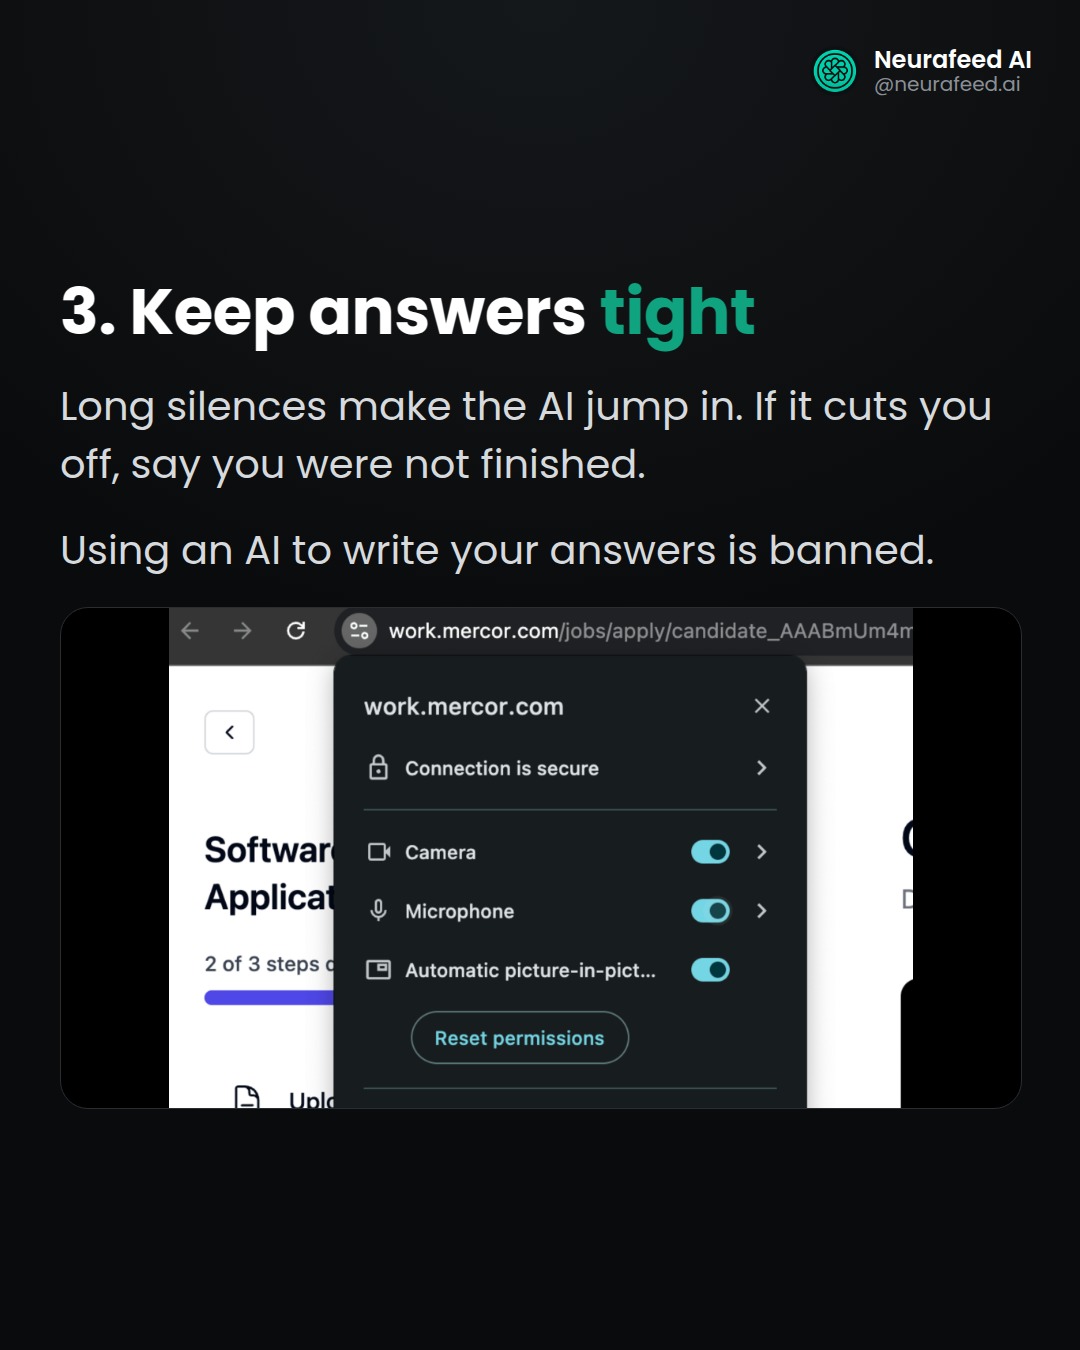 Neurafeed AI
@neurafeed.ai
3. Keep answers tight
Long silences make the AI jump in. If it cuts you
off, say you were not finished.
Using an AI to write your answers is banned.
work.mercor.com/jobs/apply/candidate_AAABmUm4m
work.mercor.com
Connection is secure
Softwar
Applicat
Camera
Microphone
2 of 3 steps
Automatic picture-in-pict...
Reset permissions
Uplo